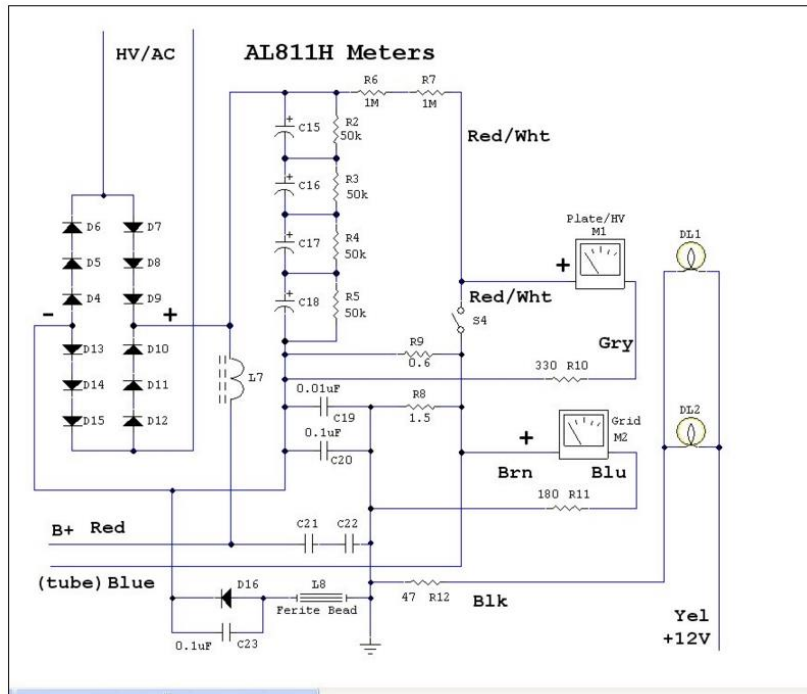 HV/AC
AL811H Meters
R6
1M
R7
1M
+
C15
R2
50k
Red/Wht
+
C16
R3
50k
D6
D7
Plate/HV
M1
DL1
D5
D8
+
C17
R4
50k
+
D4
D9
-
+
+
C18
R5
50k
Red/Wht
S4
D13
D10
R9
0.6
Gry
D14
D11
L7
330 R10
D15
D12
0.01uF
C19
R8
1.5
DL2
Grid
M2
0.1uF
C20
+
Brn
Blu
180 R11
B+ Red
C21
C22
(tube) Blue
D16
L8
Ferite Bead
47 R12
Blk
0.1uF
C23
Yel
+12V